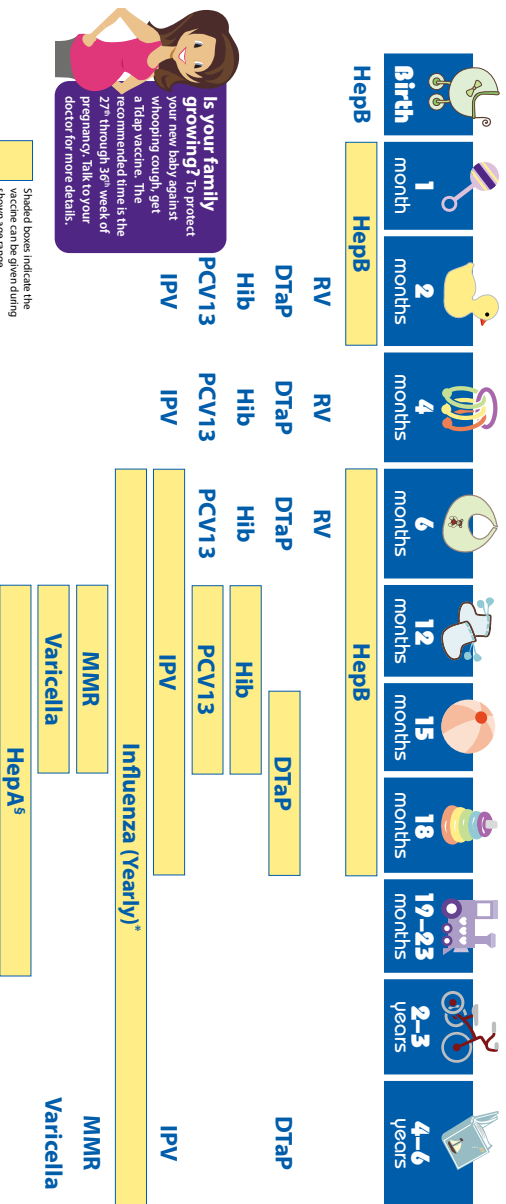 Birth
1
month
2
months
4
months
6
months
12
months
15
months
18
months
19–23
months
2–3
years
4–6
years
HepB
HepB
HepB
RV
RV
RV
DTaP
DTaP
DTaP
DTaP
DTaP
Hib
Hib
Hib
Hib
PCV13
PCV13
PCV13
PCV13
IPV
IPV
IPV
IPV
Influenza (Yearly)*
MMR
MMR
Varicella
Varicella
HepA§
Is your family
growing? To protect
your new baby against
whooping cough, get
a Tdap vaccine. The
recommended time is the
27th through 36th week of
pregnancy. Talk to your
doctor for more details.
Shaded boxes indicate the
vaccine can be given during
shown age range.